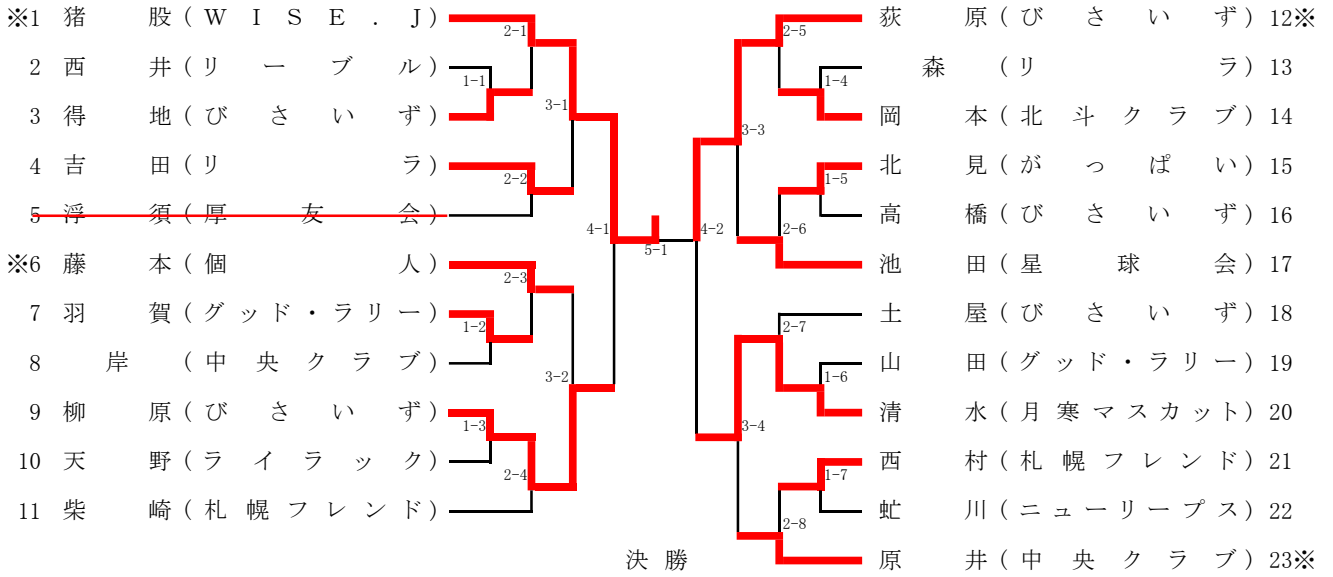 ※1 猪股(WISE.J)
2 西井(リーブル)
3 得地(びさいず)
4 吉田(リラ)
5 浮須(厚友会)
※6 藤本(個人)
7 羽賀(グッド・ラリー)
8 岸(中央クラブ)
9 柳原(びさいず)
10 天野(ライラック)
11 柴崎(札幌フレンド)
2-1
1-1
3-1
2-2
4-1
2-3
1-2
3-2
1-3
2-4
5-1
決勝
2-5
1-4
3-3
1-5
4-2
2-6
2-7
1-6
3-4
1-7
2-8
荻原(びさいず) 12※
森(リラ) 13
岡本(北斗クラブ) 14
北見(がっぱい) 15
高橋(びさいず) 16
池田(星球会) 17
土屋(びさいず) 18
山田(グッド・ラリー) 19
清水(月寒マスカット) 20
西村(札幌フレンド) 21
虻川(ニューリープス) 22
原井(中央クラブ) 23※